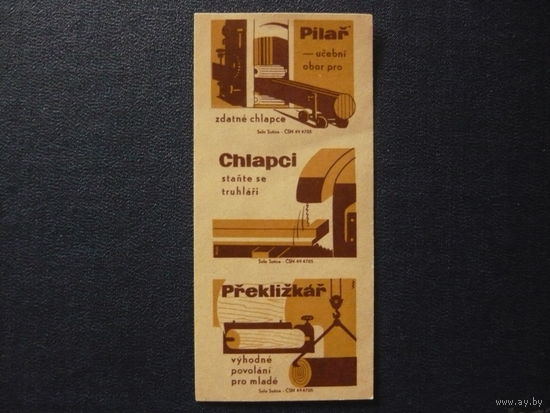 Pilař
— učební
obor pro
zdatné chlapce
Solo Sušice - ČSN 49 4705
Chlapci
staňte se
truhláři
Solo Sušice - ČSN 49 4705
Překližkář
výhodné
povolání
pro mladé
Solo Sušice - ČSN 49 4705
www.ay.by